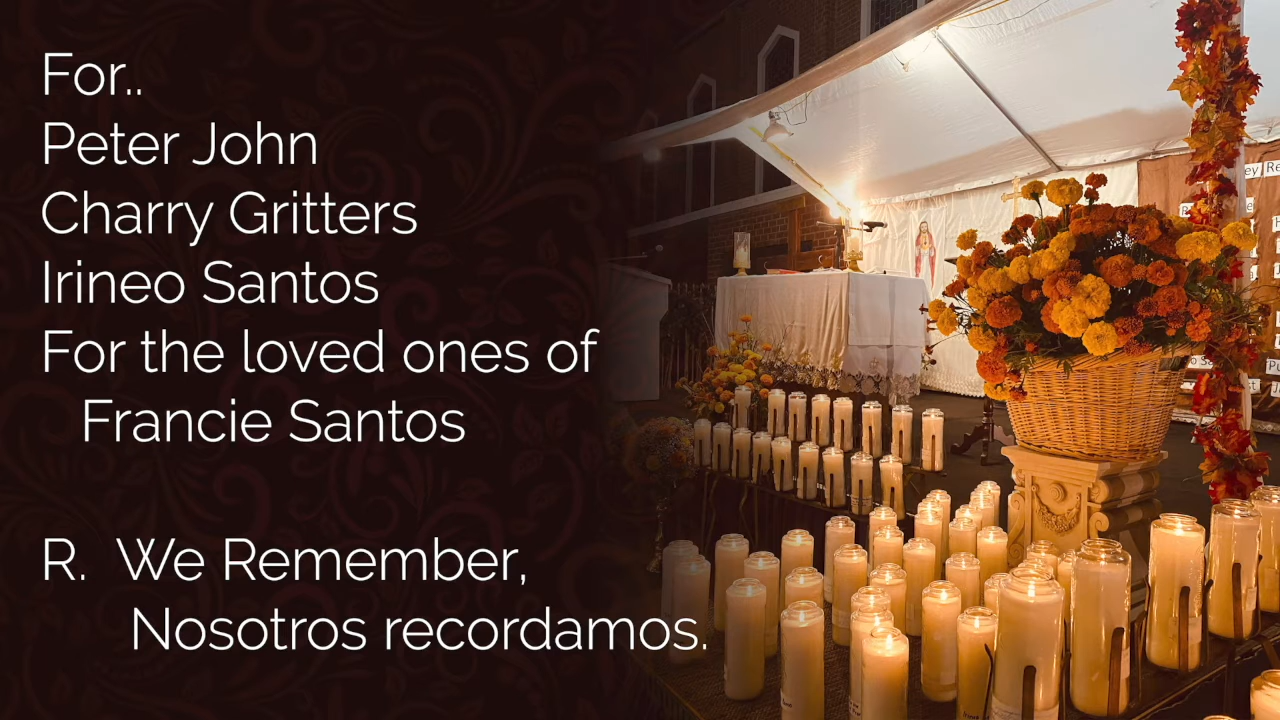 For..
Peter John
Charry Gritters
Irineo Santos
For the loved ones of
Francie Santos
R. We Remember,
Nosotros recordamos.